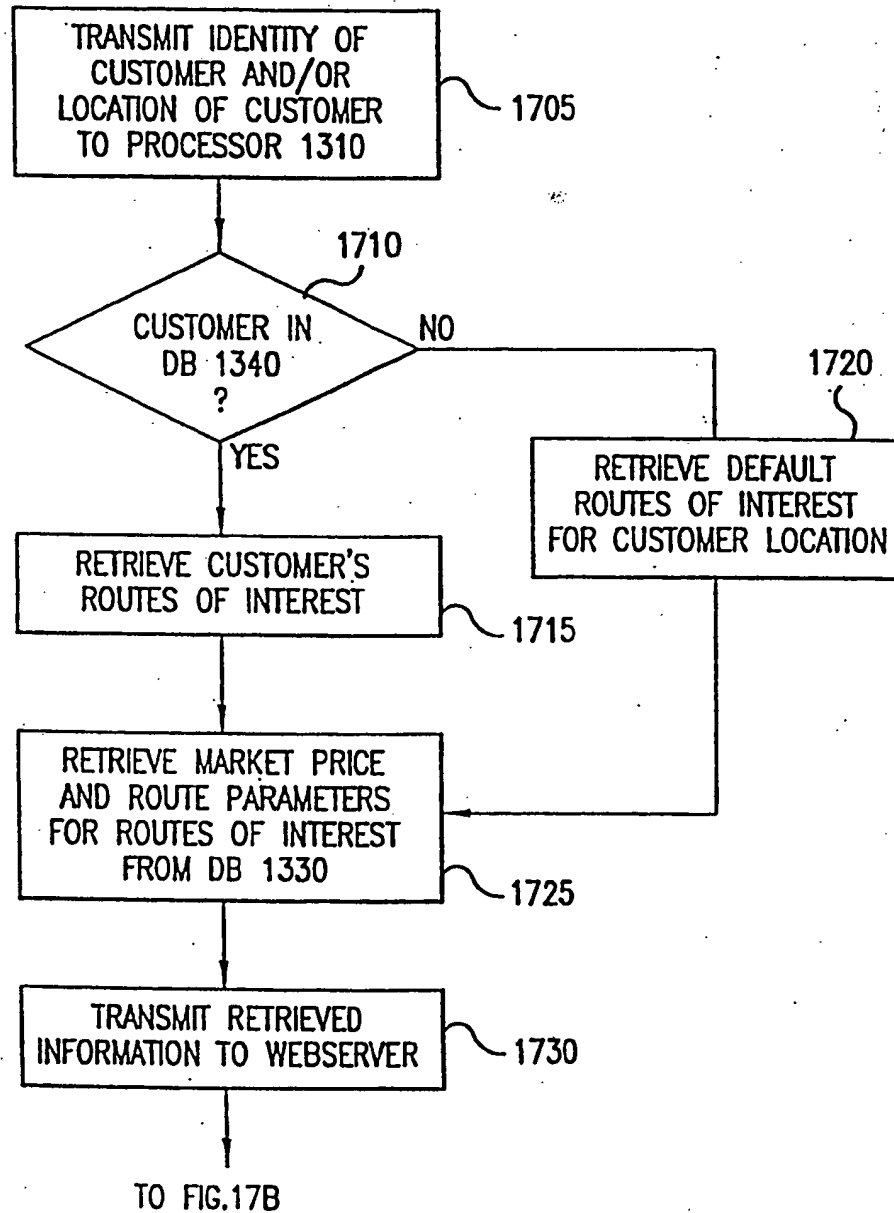 TRANSMIT IDENTITY OF
CUSTOMER AND/OR
LOCATION OF CUSTOMER
TO PROCESSOR 1310
1705
1710
CUSTOMER IN
DB 1340
?
NO
YES
1720
RETRIEVE DEFAULT
ROUTES OF INTEREST
FOR CUSTOMER LOCATION
RETRIEVE CUSTOMER'S
ROUTES OF INTEREST
1715
RETRIEVE MARKET PRICE
AND ROUTE PARAMETERS
FOR ROUTES OF INTEREST
FROM DB 1330
1725
TRANSMIT RETRIEVED
INFORMATION TO WEBSERVER
1730
TO FIG.17B